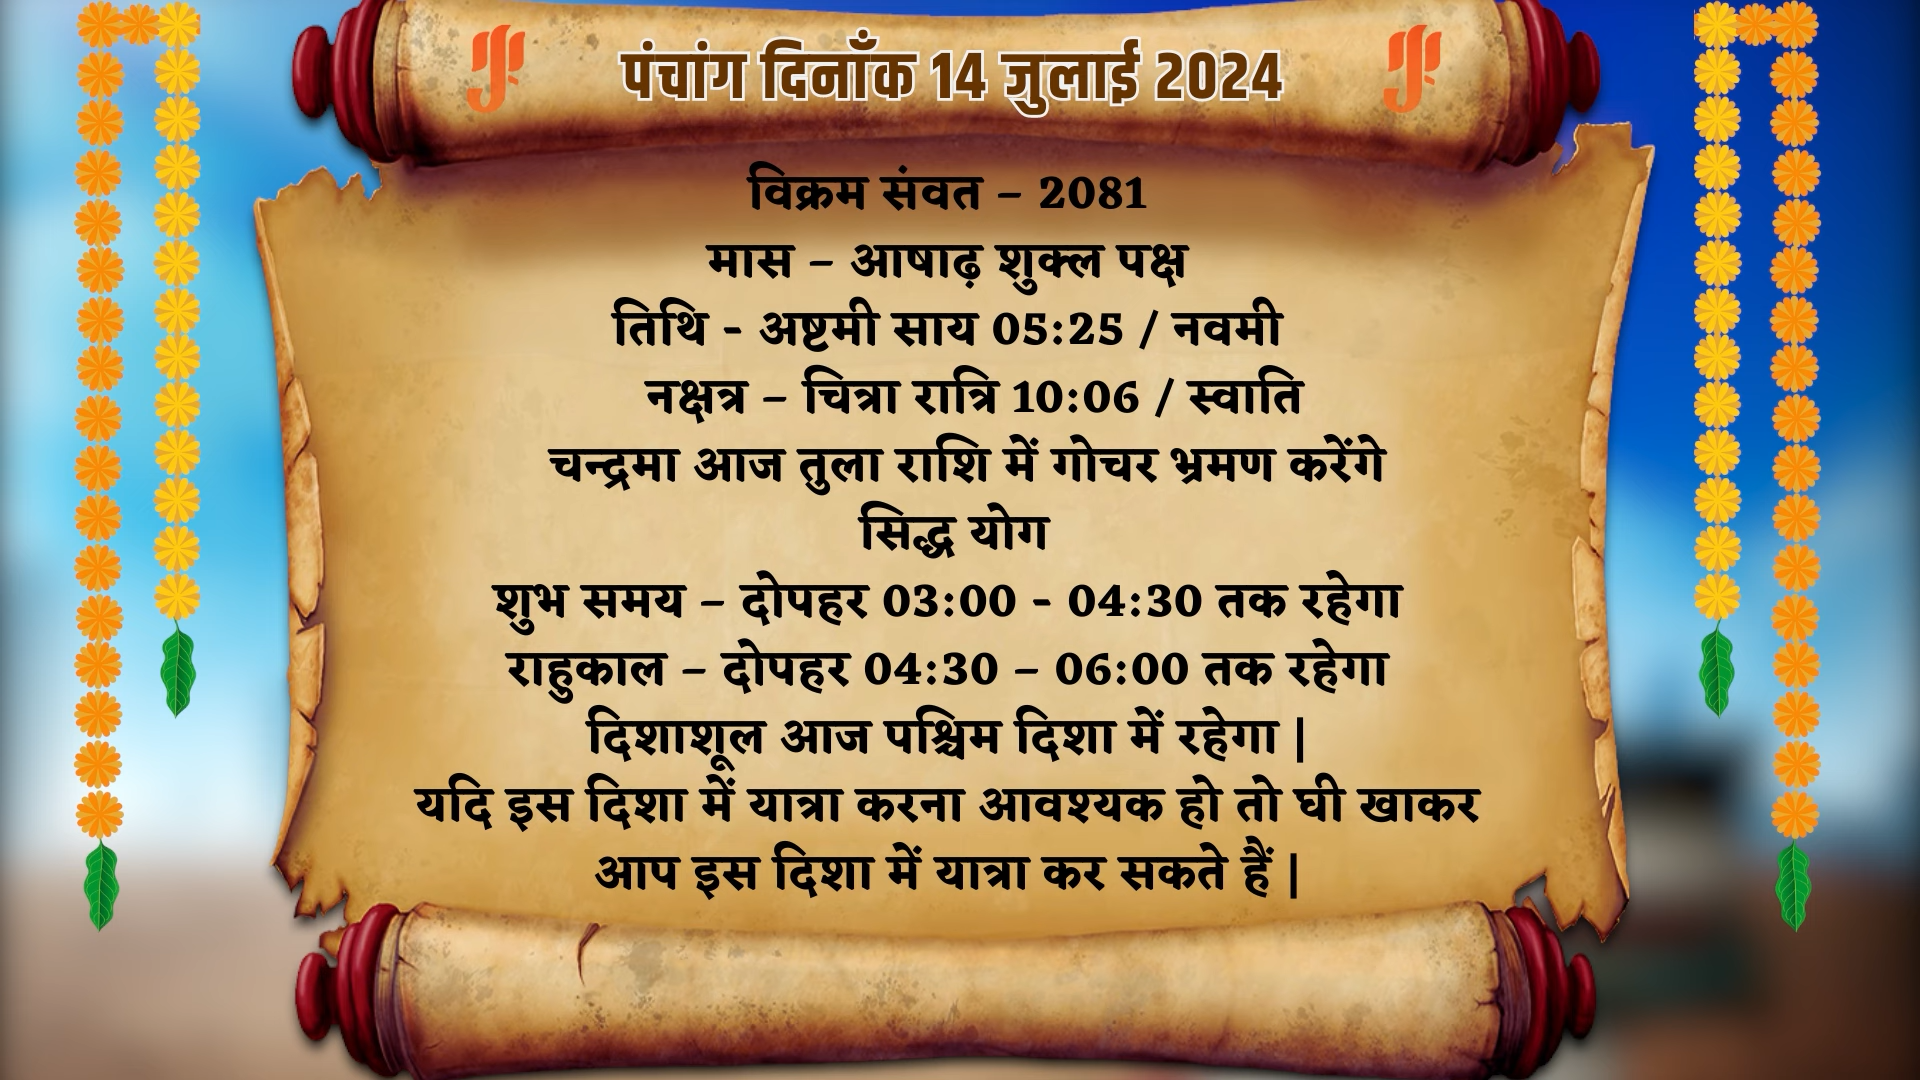 पंचांग दिनाँक 14 जुलाई 2024
विक्रम संवत – 2081
मास – आषाढ़ शुक्ल पक्ष
तिथि - अष्टमी साय 05:25 / नवमी
नक्षत्र – चित्रा रात्रि 10:06 / स्वाति
चन्द्रमा आज तुला राशि में गोचर भ्रमण करेंगे
सिद्ध योग
शुभ समय – दोपहर 03:00 - 04:30 तक रहेगा
राहुकाल – दोपहर 04:30 – 06:00 तक रहेगा
दिशाशूल आज पश्चिम दिशा में रहेगा |
यदि इस दिशा में यात्रा करना आवश्यक हो तो घी खाकर
आप इस दिशा में यात्रा कर सकते हैं |